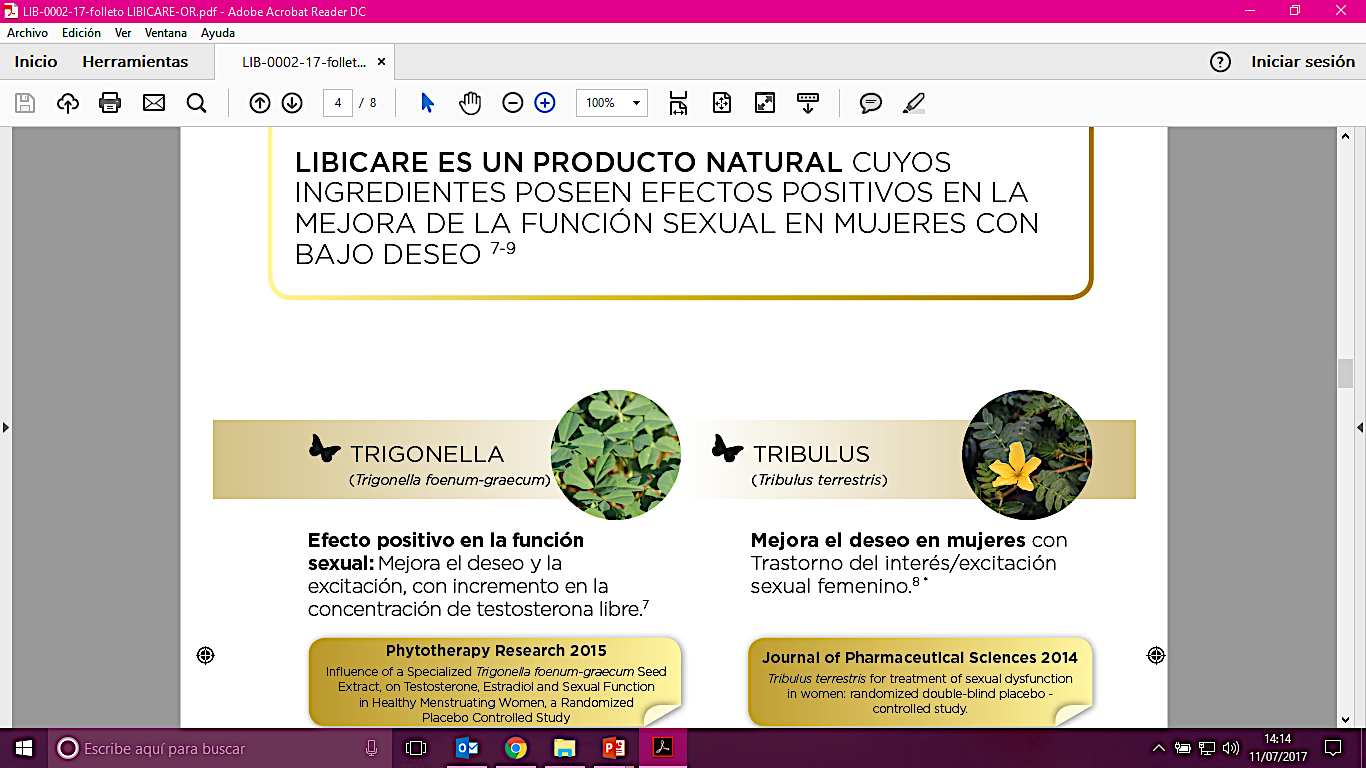 LIB-0002-17-folleto LIBICARE-OR.pdf - Adobe Acrobat Reader DC
Archivo Edición Ver Ventana Ayuda
Inicio Herramientas LIB-0002-17-follet... × ? Iniciar sesión
4 / 8 100%
LIBICARE ES UN PRODUCTO NATURAL CUYOS
INGREDIENTES POSEEN EFECTOS POSITIVOS EN LA
MEJORA DE LA FUNCIÓN SEXUAL EN MUJERES CON
BAJO DESEO 7-9
TRIGONELLA
(Trigonella foenum-graecum)
Efecto positivo en la función
sexual: Mejora el deseo y la
excitación, con incremento en la
concentración de testosterona libre.7
Phytotherapy Research 2015
Influence of a Specialized Trigonella foenum-graecum Seed
Extract, on Testosterone, Estradiol and Sexual Function
in Healthy Menstruating Women, a Randomized
Placebo Controlled Study
TRIBULUS
(Tribulus terrestris)
Mejora el deseo en mujeres con
Trastorno del interés/excitación
sexual femenino.8 *
Journal of Pharmaceutical Sciences 2014
Tribulus terrestris for treatment of sexual dysfunction
in women: randomized double-blind placebo -
controlled study.
Escribe aquí para buscar
14:14
11/07/2017